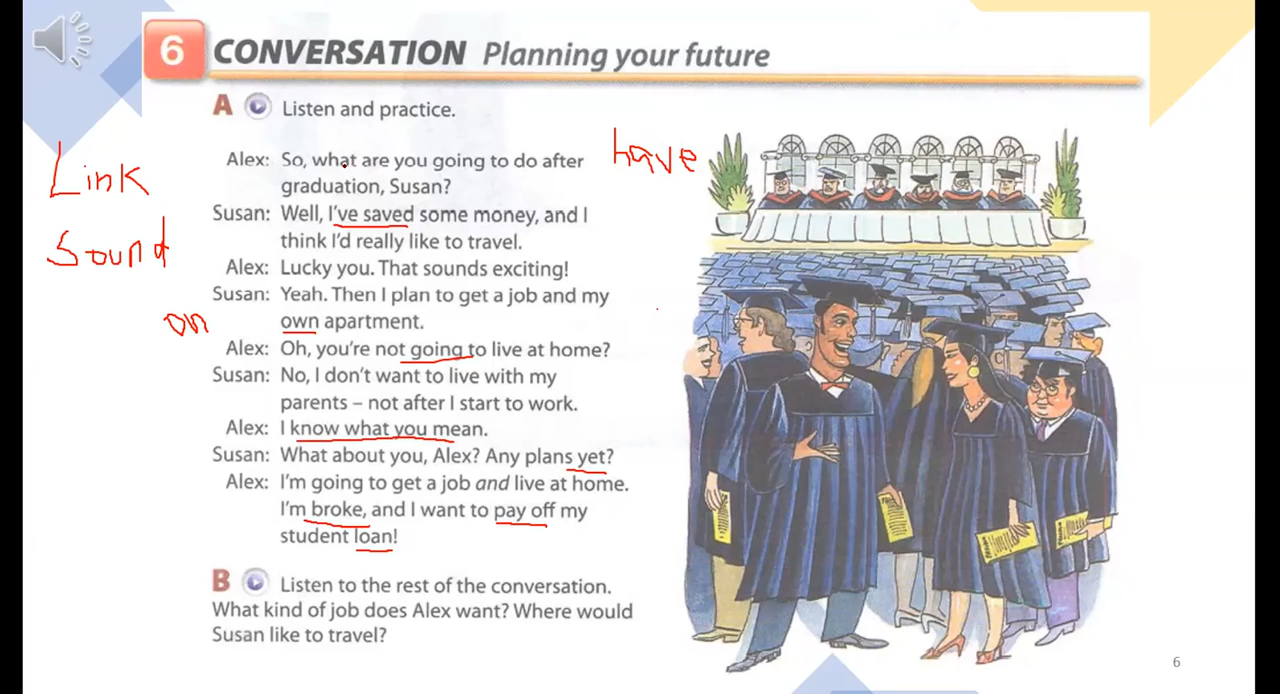 6 CONVERSATION Planning your future
A Listen and practice.
Alex: So, what are you going to do after
graduation, Susan?
Susan: Well, I've saved some money, and I
think I'd really like to travel.
Alex: Lucky you. That sounds exciting!
Susan: Yeah. Then I plan to get a job and my
own apartment.
Alex: Oh, you're not going to live at home?
Susan: No, I don't want to live with my
parents – not after I start to work.
Alex: I know what you mean.
Susan: What about you, Alex? Any plans yet?
Alex: I'm going to get a job and live at home.
I'm broke, and I want to pay off my
student loan!
B Listen to the rest of the conversation.
What kind of job does Alex want? Where would
Susan like to travel?
Link
Sound
on
have
6